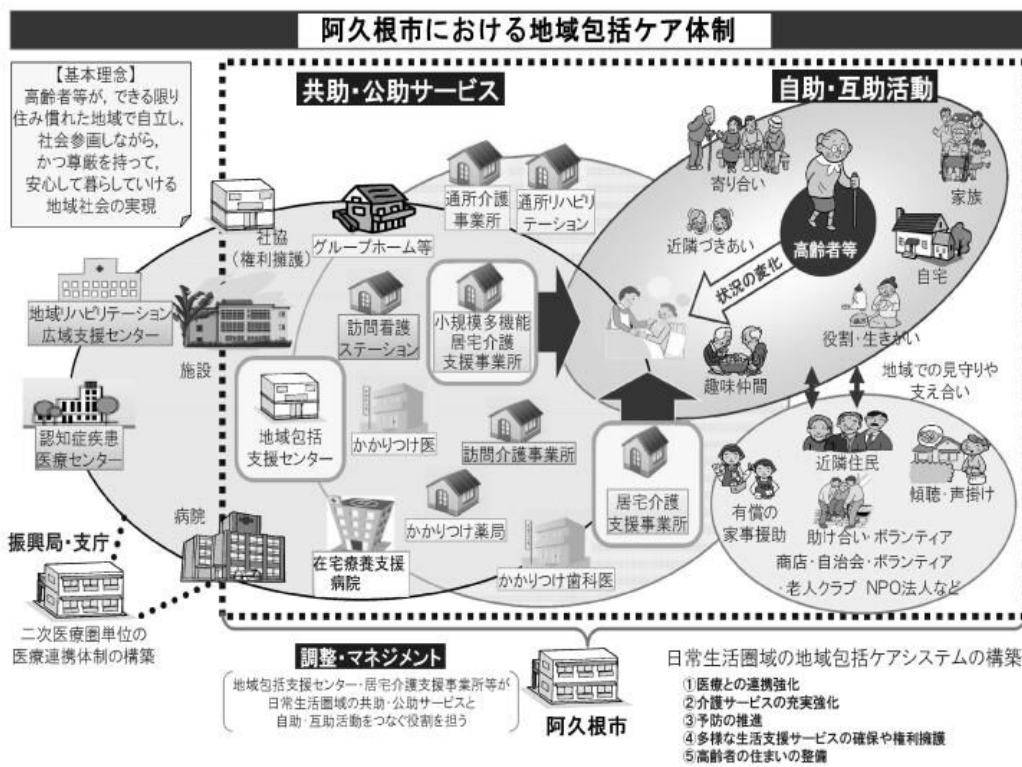 阿久根市における地域包括ケア体制
【基本理念】
高齢者等が,できる限り
住み慣れた地域で自立し,
社会参画しながら,
かつ尊厳を持って,
安心して暮らしていける
地域社会の実現
共助・公助サービス
自助・互助活動
寄り合い
家族
近隣づきあい
高齢者等
自宅
状況の変化
役割・生きがい
趣味仲間
通所介護
事業所
通所リハビリ
テーション
社協
（権利擁護）
グループホーム等
地域リハビリテーション
広域支援センター
施設
訪問看護
ステーション
小規模多機能
居宅介護
支援事業所
認知症疾患
医療センター
地域包括
支援センター
かかりつけ医
訪問介護事業所
かかりつけ薬局
居宅介護
支援事業所
病院
在宅療養支援
病院
かかりつけ歯科医
地域での見守りや
支え合い
近隣住民
傾聴・声掛け
有償の
家事援助
助け合い・ボランティア
商店・自治会・ボランティア
・老人クラブ NPO法人など
振興局・支庁
二次医療圏単位の
医療連携体制の構築
調整・マネジメント
地域包括支援センター・居宅介護支援事業所等が
日常生活圏域の共助・公助サービスと
自助・互助活動をつなぐ役割を担う
阿久根市
日常生活圏域の地域包括ケアシステムの構築
①医療との連携強化
②介護サービスの充実強化
③予防の推進
④多様な生活支援サービスの確保や権利擁護
⑤高齢者の住まいの整備